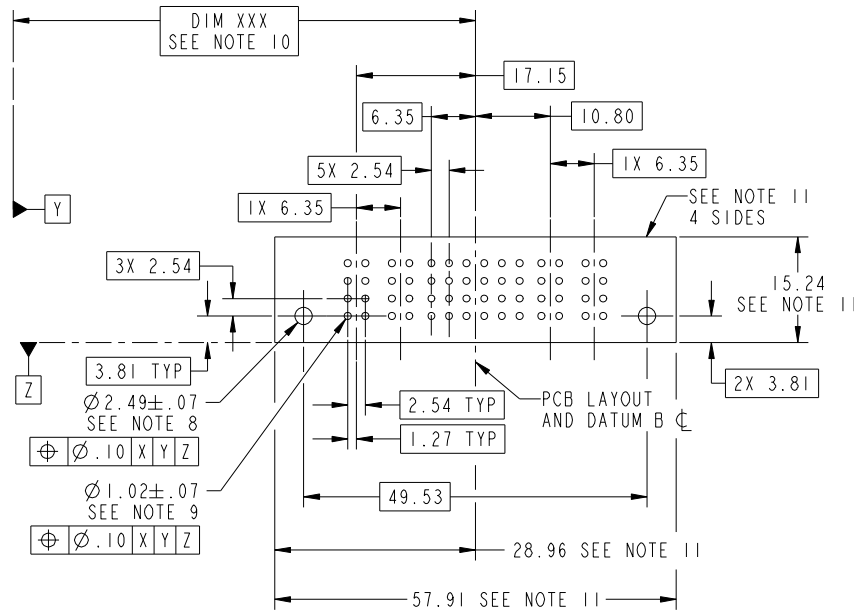 DIM XXX
SEE NOTE 10
17.15
6.35
10.80
5X 2.54
1X 6.35
1X 6.35
Y
SEE NOTE 11
4 SIDES
3X 2.54
15.24
SEE NOTE 11
3.81 TYP
Z
2X 3.81
Ø2.49±.07
SEE NOTE 8
⌖ Ø.10 X Y Z
2.54 TYP
1.27 TYP
PCB LAYOUT
AND DATUM B ℄
Ø1.02±.07
SEE NOTE 9
⌖ Ø.10 X Y Z
49.53
28.96 SEE NOTE 11
57.91 SEE NOTE 11